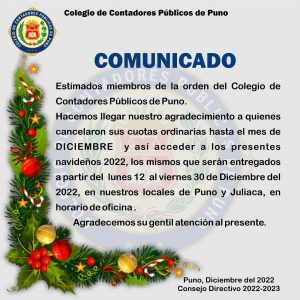 Colegio de Contadores Públicos de Puno
COMUNICADO
Estimados miembros de la orden del Colegio de
Contadores Públicos de Puno.
Hacemos llegar nuestro agradecimiento a quienes
cancelaron sus cuotas ordinarias hasta el mes de
DICIEMBRE y así acceder a los presentes
navideños 2022, los mismos que serán entregados
a partir del lunes 12 al viernes 30 de Diciembre del
2022, en nuestros locales de Puno y Juliaca, en
horario de oficina .
Agradecemos su gentil atención al presente.
Puno, Diciembre del 2022
Consejo Directivo 2022-2023